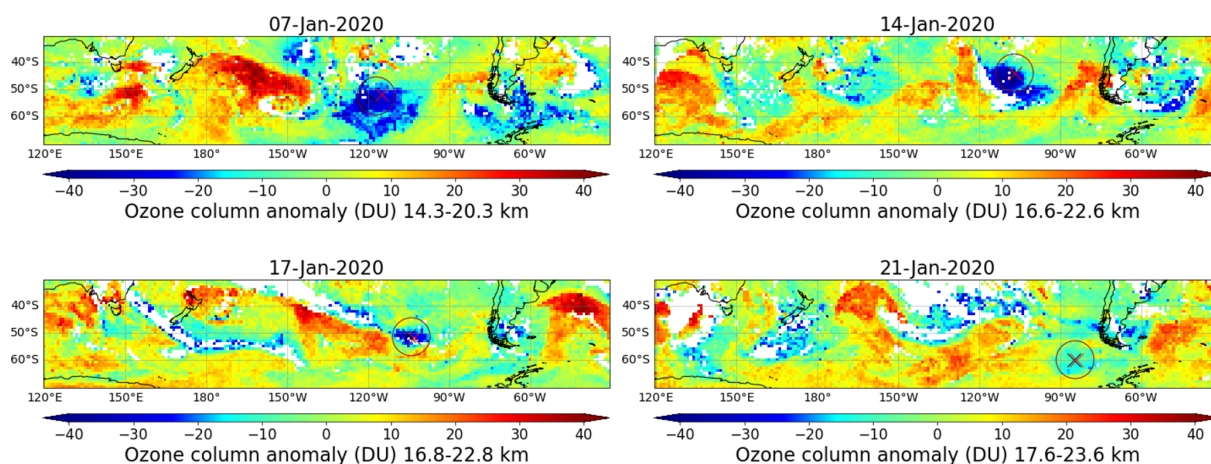 07-Jan-2020
14-Jan-2020
40°S
50°S
60°S
40°S
50°S
60°S
120°E 150°E 180° 150°W 120°W 90°W 60°W
120°E 150°E 180° 150°W 120°W 90°W 60°W
−40 −30 −20 −10 0 10 20 30 40
−40 −30 −20 −10 0 10 20 30 40
Ozone column anomaly (DU) 14.3-20.3 km
Ozone column anomaly (DU) 16.6-22.6 km
17-Jan-2020
21-Jan-2020
40°S
50°S
60°S
40°S
50°S
60°S
120°E 150°E 180° 150°W 120°W 90°W 60°W
120°E 150°E 180° 150°W 120°W 90°W 60°W
−40 −30 −20 −10 0 10 20 30 40
−40 −30 −20 −10 0 10 20 30 40
Ozone column anomaly (DU) 16.8-22.8 km
Ozone column anomaly (DU) 17.6-23.6 km